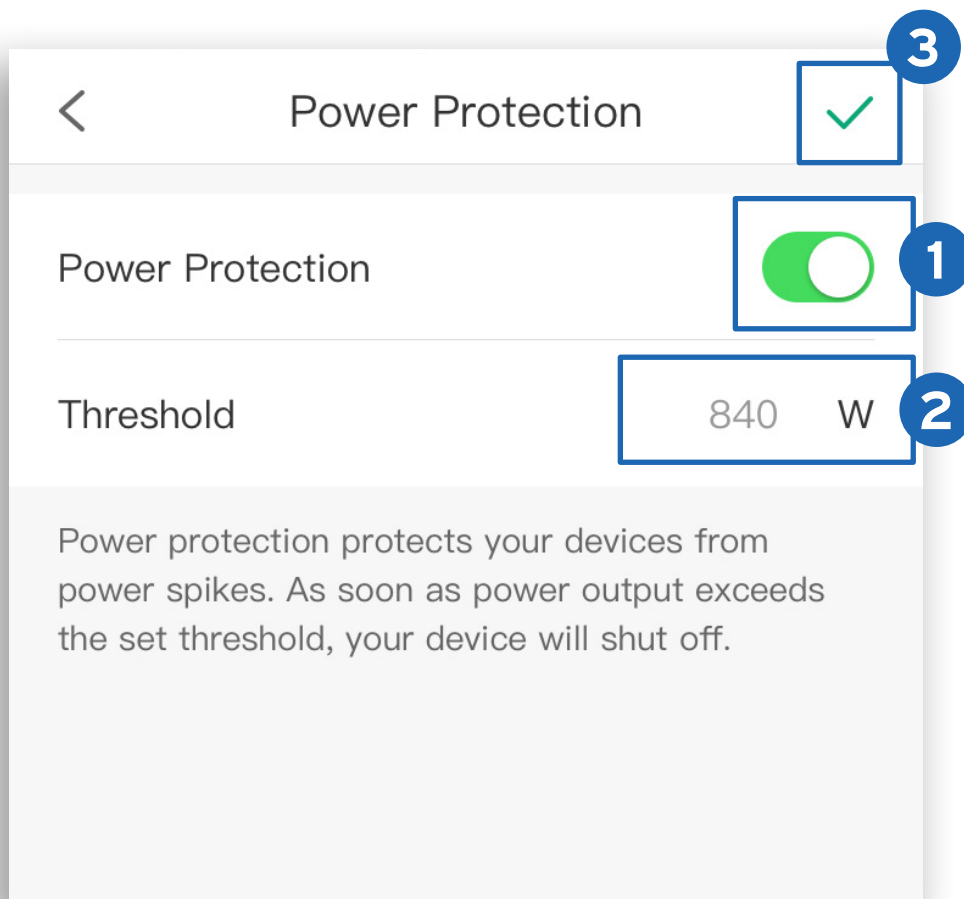 3
Power Protection
Power Protection
1
Threshold 840 W
2
Power protection protects your devices from
power spikes. As soon as power output exceeds
the set threshold, your device will shut off.